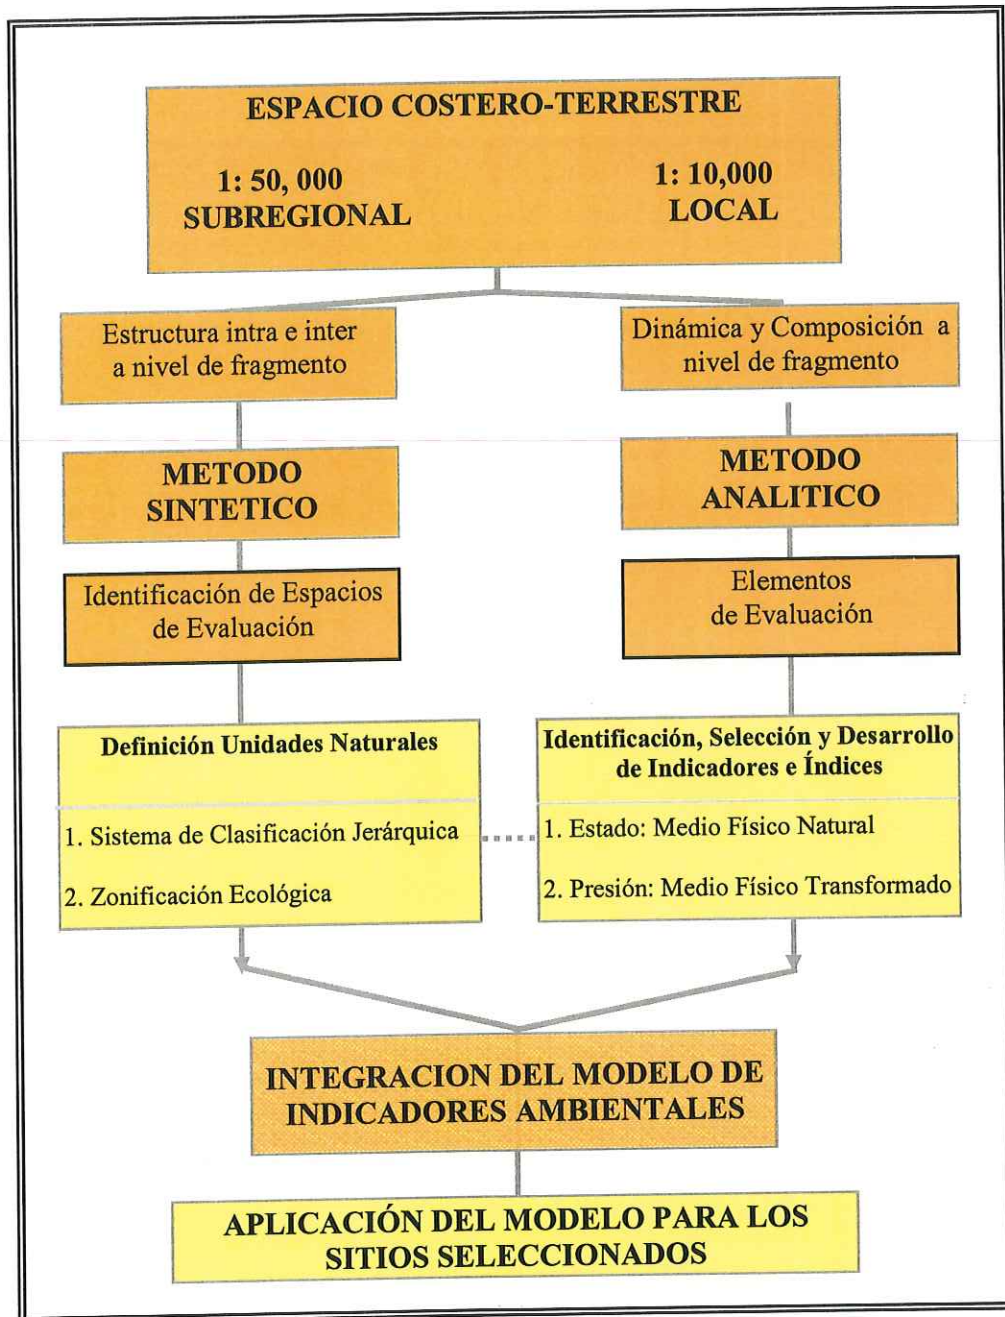 ESPACIO COSTERO-TERRESTRE
1: 50, 000
SUBREGIONAL
1: 10,000
LOCAL
Estructura intra e inter
a nivel de fragmento
Dinámica y Composición a
nivel de fragmento
METODO
SINTETICO
METODO
ANALITICO
Identificación de Espacios
de Evaluación
Elementos
de Evaluación
Definición Unidades Naturales
1. Sistema de Clasificación Jerárquica
2. Zonificación Ecológica
Identificación, Selección y Desarrollo
de Indicadores e Índices
1. Estado: Medio Físico Natural
2. Presión: Medio Físico Transformado
INTEGRACION DEL MODELO DE
INDICADORES AMBIENTALES
APLICACIÓN DEL MODELO PARA LOS
SITIOS SELECCIONADOS